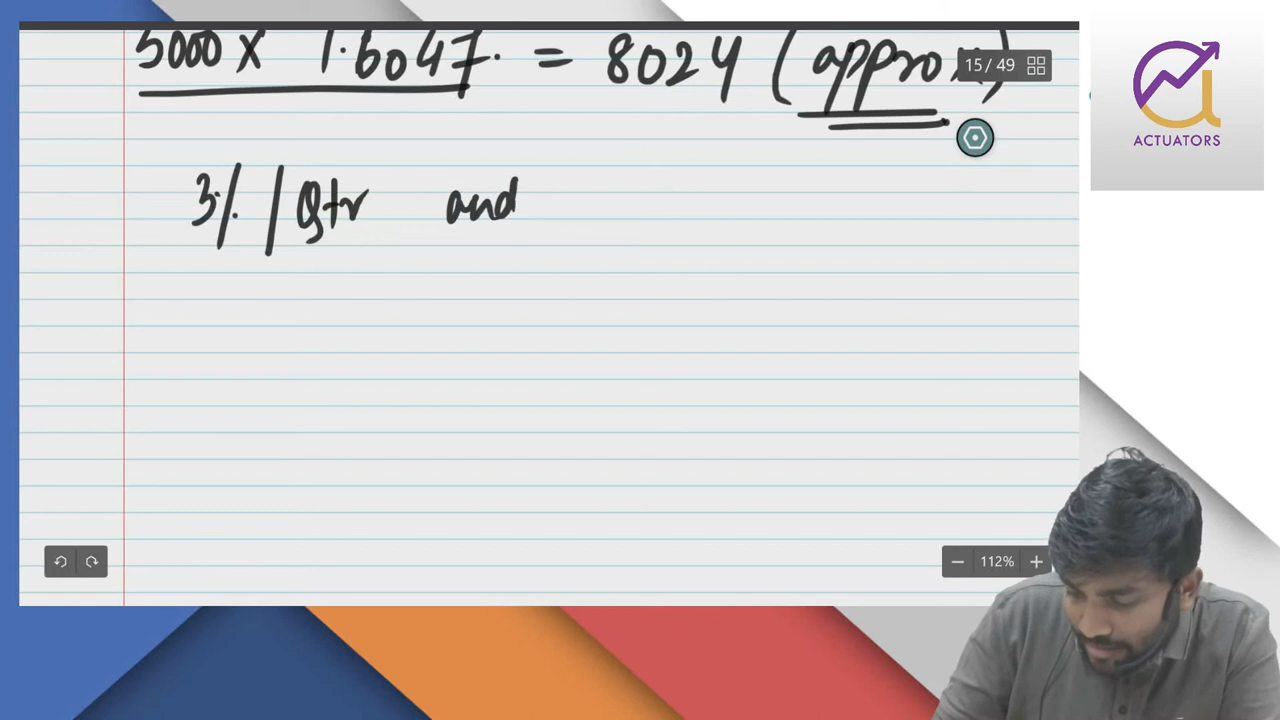 5000 X 1.6047. = 8024 (approx)
15 / 49
ACTUATORS
3% / Qtr and
112%